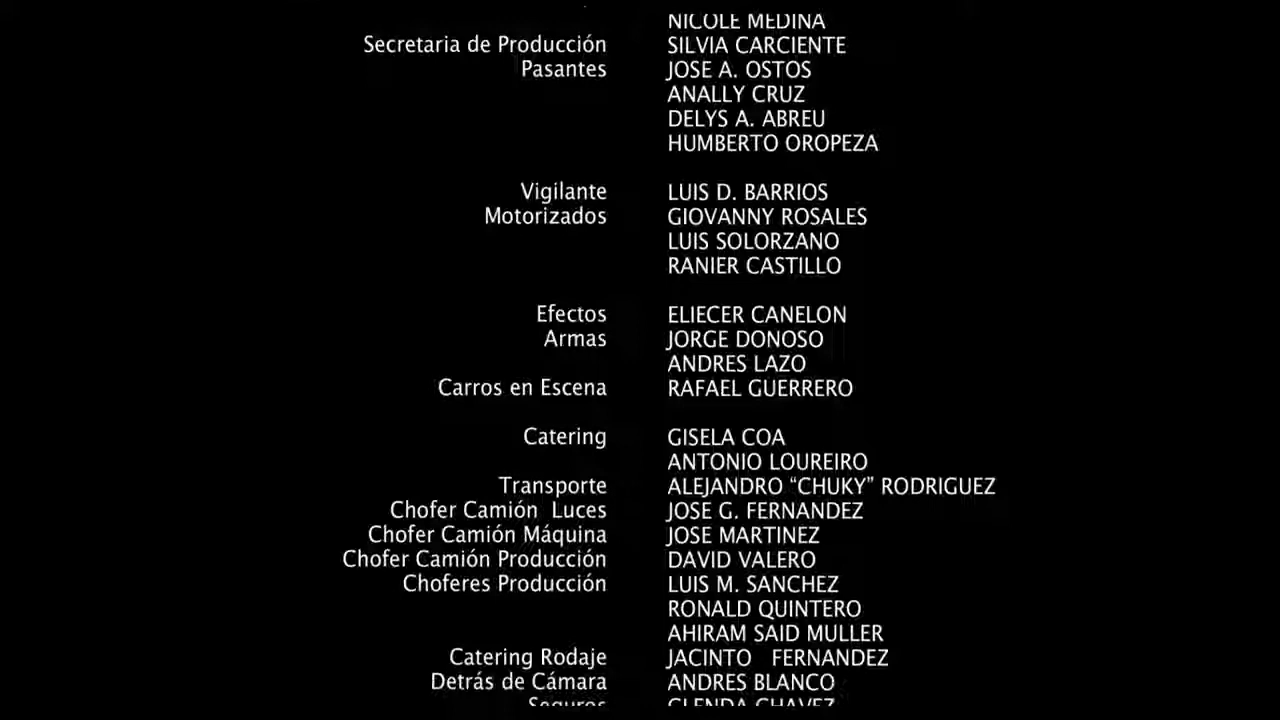 NICOLE MEDINA
Secretaria de Producción SILVIA CARCIENTE
Pasantes JOSE A. OSTOS
ANALLY CRUZ
DELYS A. ABREU
HUMBERTO OROPEZA
Vigilante LUIS D. BARRIOS
Motorizados GIOVANNY ROSALES
LUIS SOLORZANO
RANIER CASTILLO
Efectos ELIECER CANELON
Armas JORGE DONOSO
ANDRES LAZO
Carros en Escena RAFAEL GUERRERO
Catering GISELA COA
ANTONIO LOUREIRO
Transporte ALEJANDRO “CHUKY” RODRIGUEZ
Chofer Camión Luces JOSE G. FERNANDEZ
Chofer Camión Máquina JOSE MARTINEZ
Chofer Camión Producción DAVID VALERO
Choferes Producción LUIS M. SANCHEZ
RONALD QUINTERO
AHIRAM SAID MULLER
Catering Rodaje JACINTO FERNANDEZ
Detrás de Cámara ANDRES BLANCO
Seguros GLENDA CHAVEZ